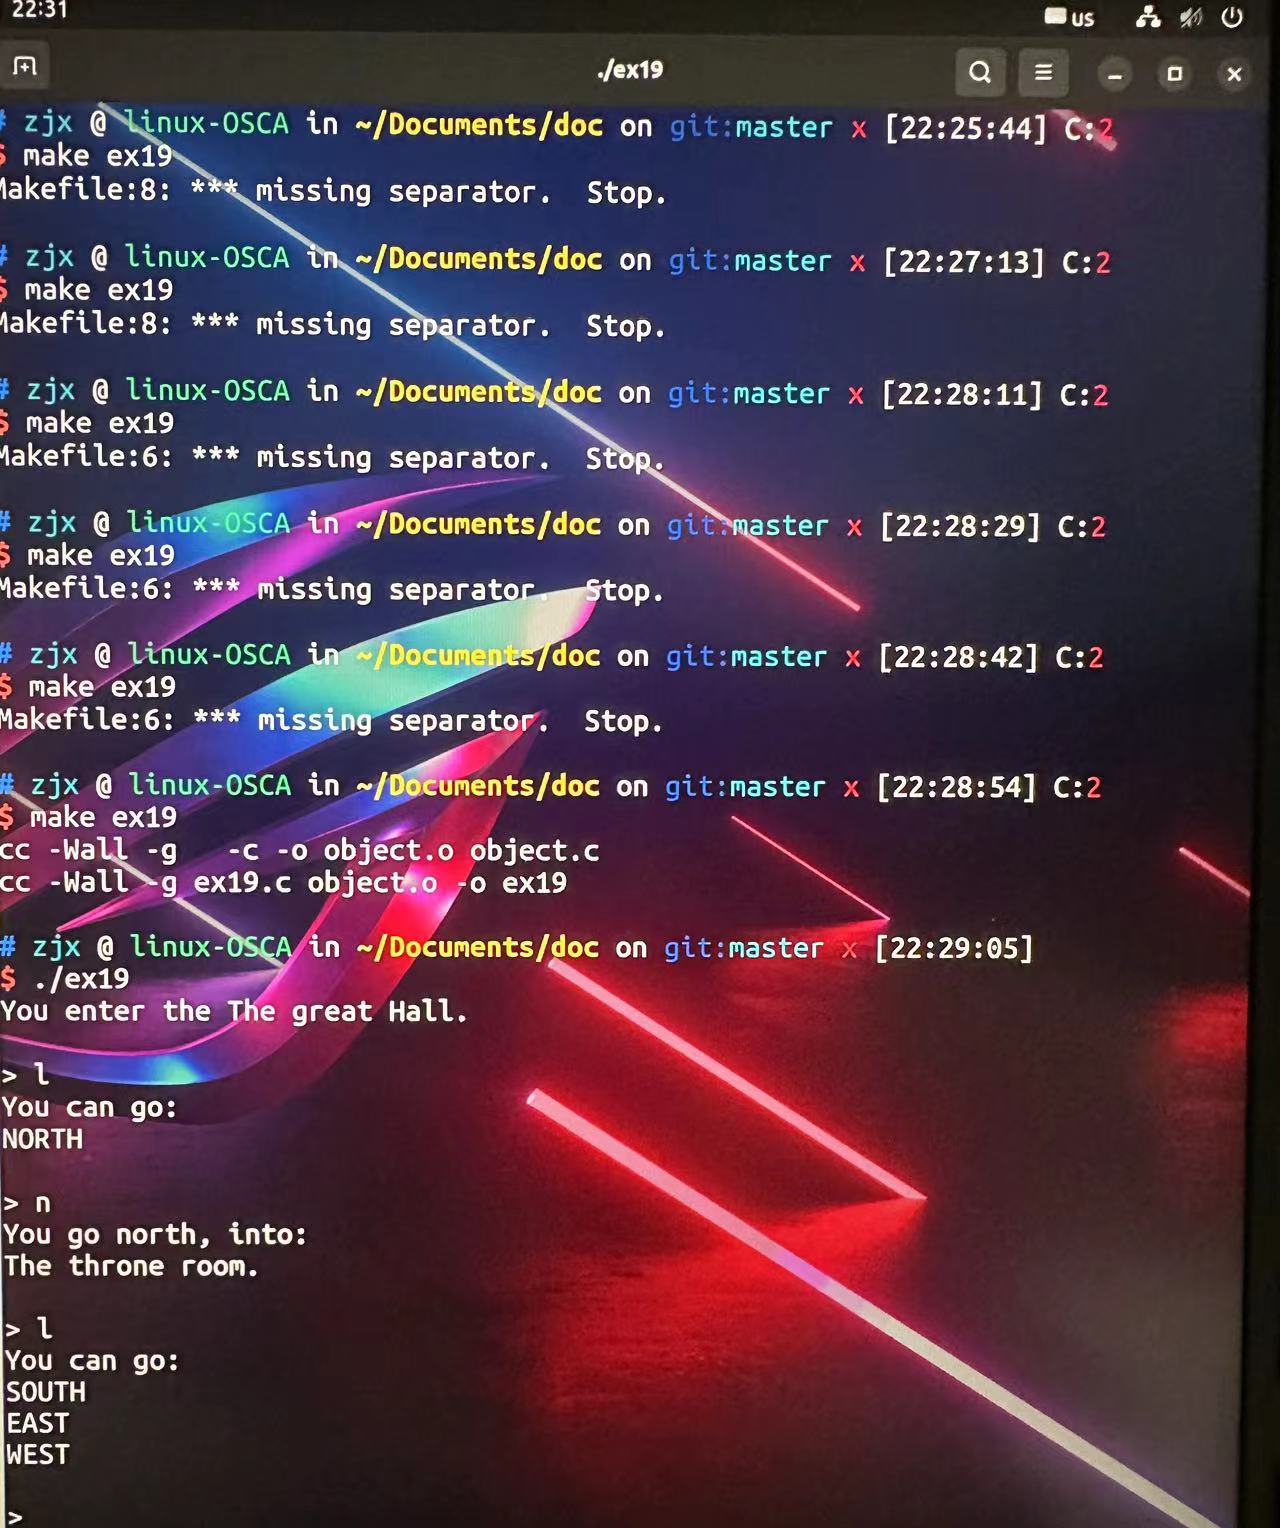 22:31
us
./ex19
# zjx @ linux-OSCA in ~/Documents/doc on git:master x [22:25:44] C:2
$ make ex19
Makefile:8: *** missing separator.  Stop.
# zjx @ linux-OSCA in ~/Documents/doc on git:master x [22:27:13] C:2
$ make ex19
Makefile:8: *** missing separator.  Stop.
# zjx @ linux-OSCA in ~/Documents/doc on git:master x [22:28:11] C:2
$ make ex19
Makefile:6: *** missing separator.  Stop.
# zjx @ linux-OSCA in ~/Documents/doc on git:master x [22:28:29] C:2
$ make ex19
Makefile:6: *** missing separator.  Stop.
# zjx @ linux-OSCA in ~/Documents/doc on git:master x [22:28:42] C:2
$ make ex19
Makefile:6: *** missing separator.  Stop.
# zjx @ linux-OSCA in ~/Documents/doc on git:master x [22:28:54] C:2
$ make ex19
cc -Wall -g   -c -o object.o object.c
cc -Wall -g ex19.c object.o -o ex19
# zjx @ linux-OSCA in ~/Documents/doc on git:master x [22:29:05]
$ ./ex19
You enter the The great Hall.
> l
You can go:
NORTH
> n
You go north, into:
The throne room.
> l
You can go:
SOUTH
EAST
WEST
>